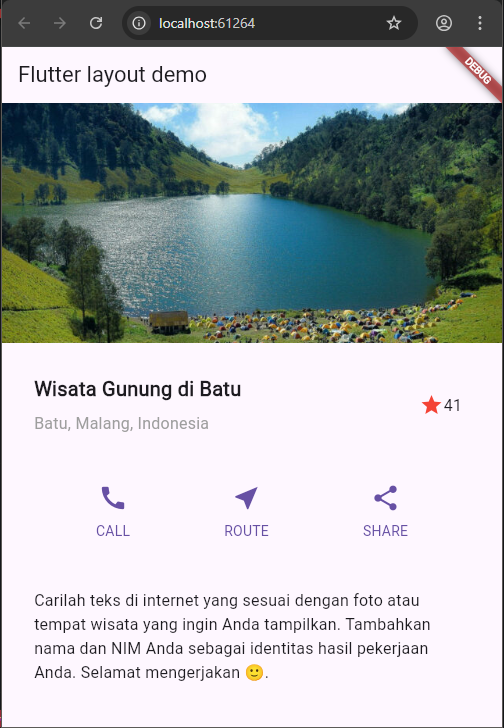 localhost:61264
Flutter layout demo
DEBUG
Wisata Gunung di Batu
Batu, Malang, Indonesia
41
CALL ROUTE SHARE
Carilah teks di internet yang sesuai dengan foto atau
tempat wisata yang ingin Anda tampilkan. Tambahkan
nama dan NIM Anda sebagai identitas hasil pekerjaan
Anda. Selamat mengerjakan 🙂.